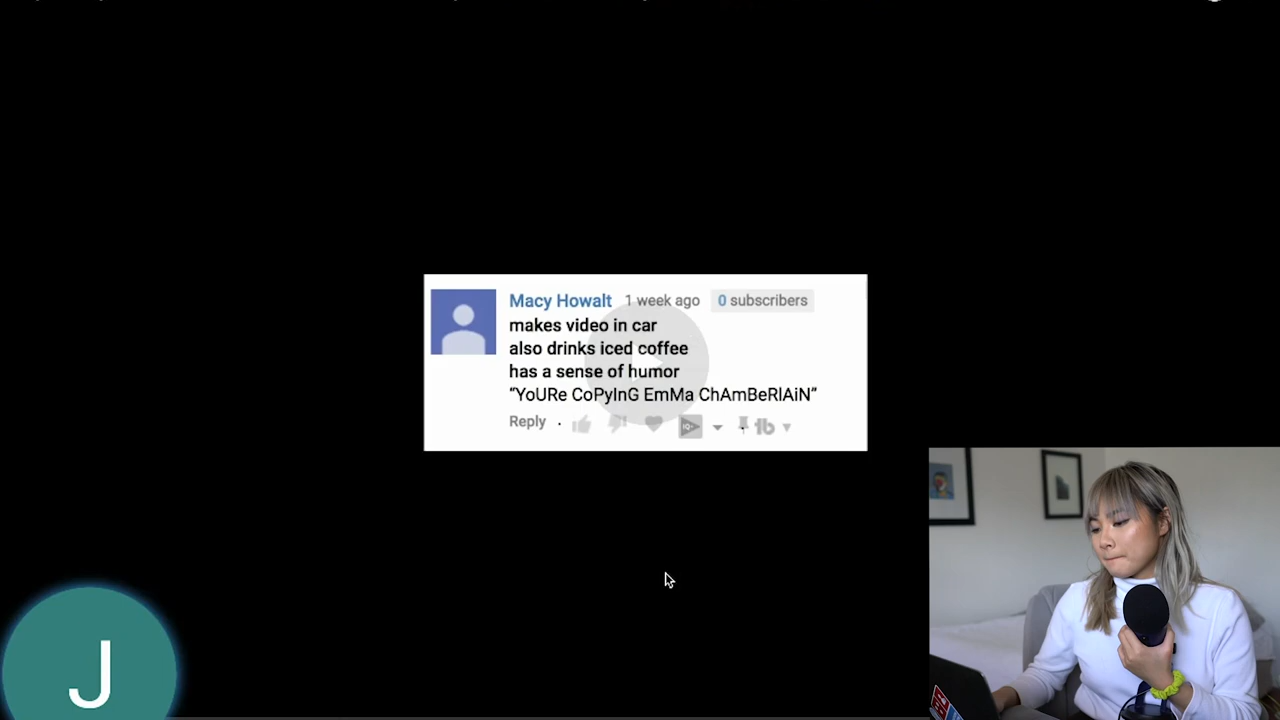 Macy Howalt 1 week ago 0 subscribers
makes video in car
also drinks iced coffee
has a sense of humor
“YoURe CoPyInG EmMa ChAmBeRlAiN”
Reply
J